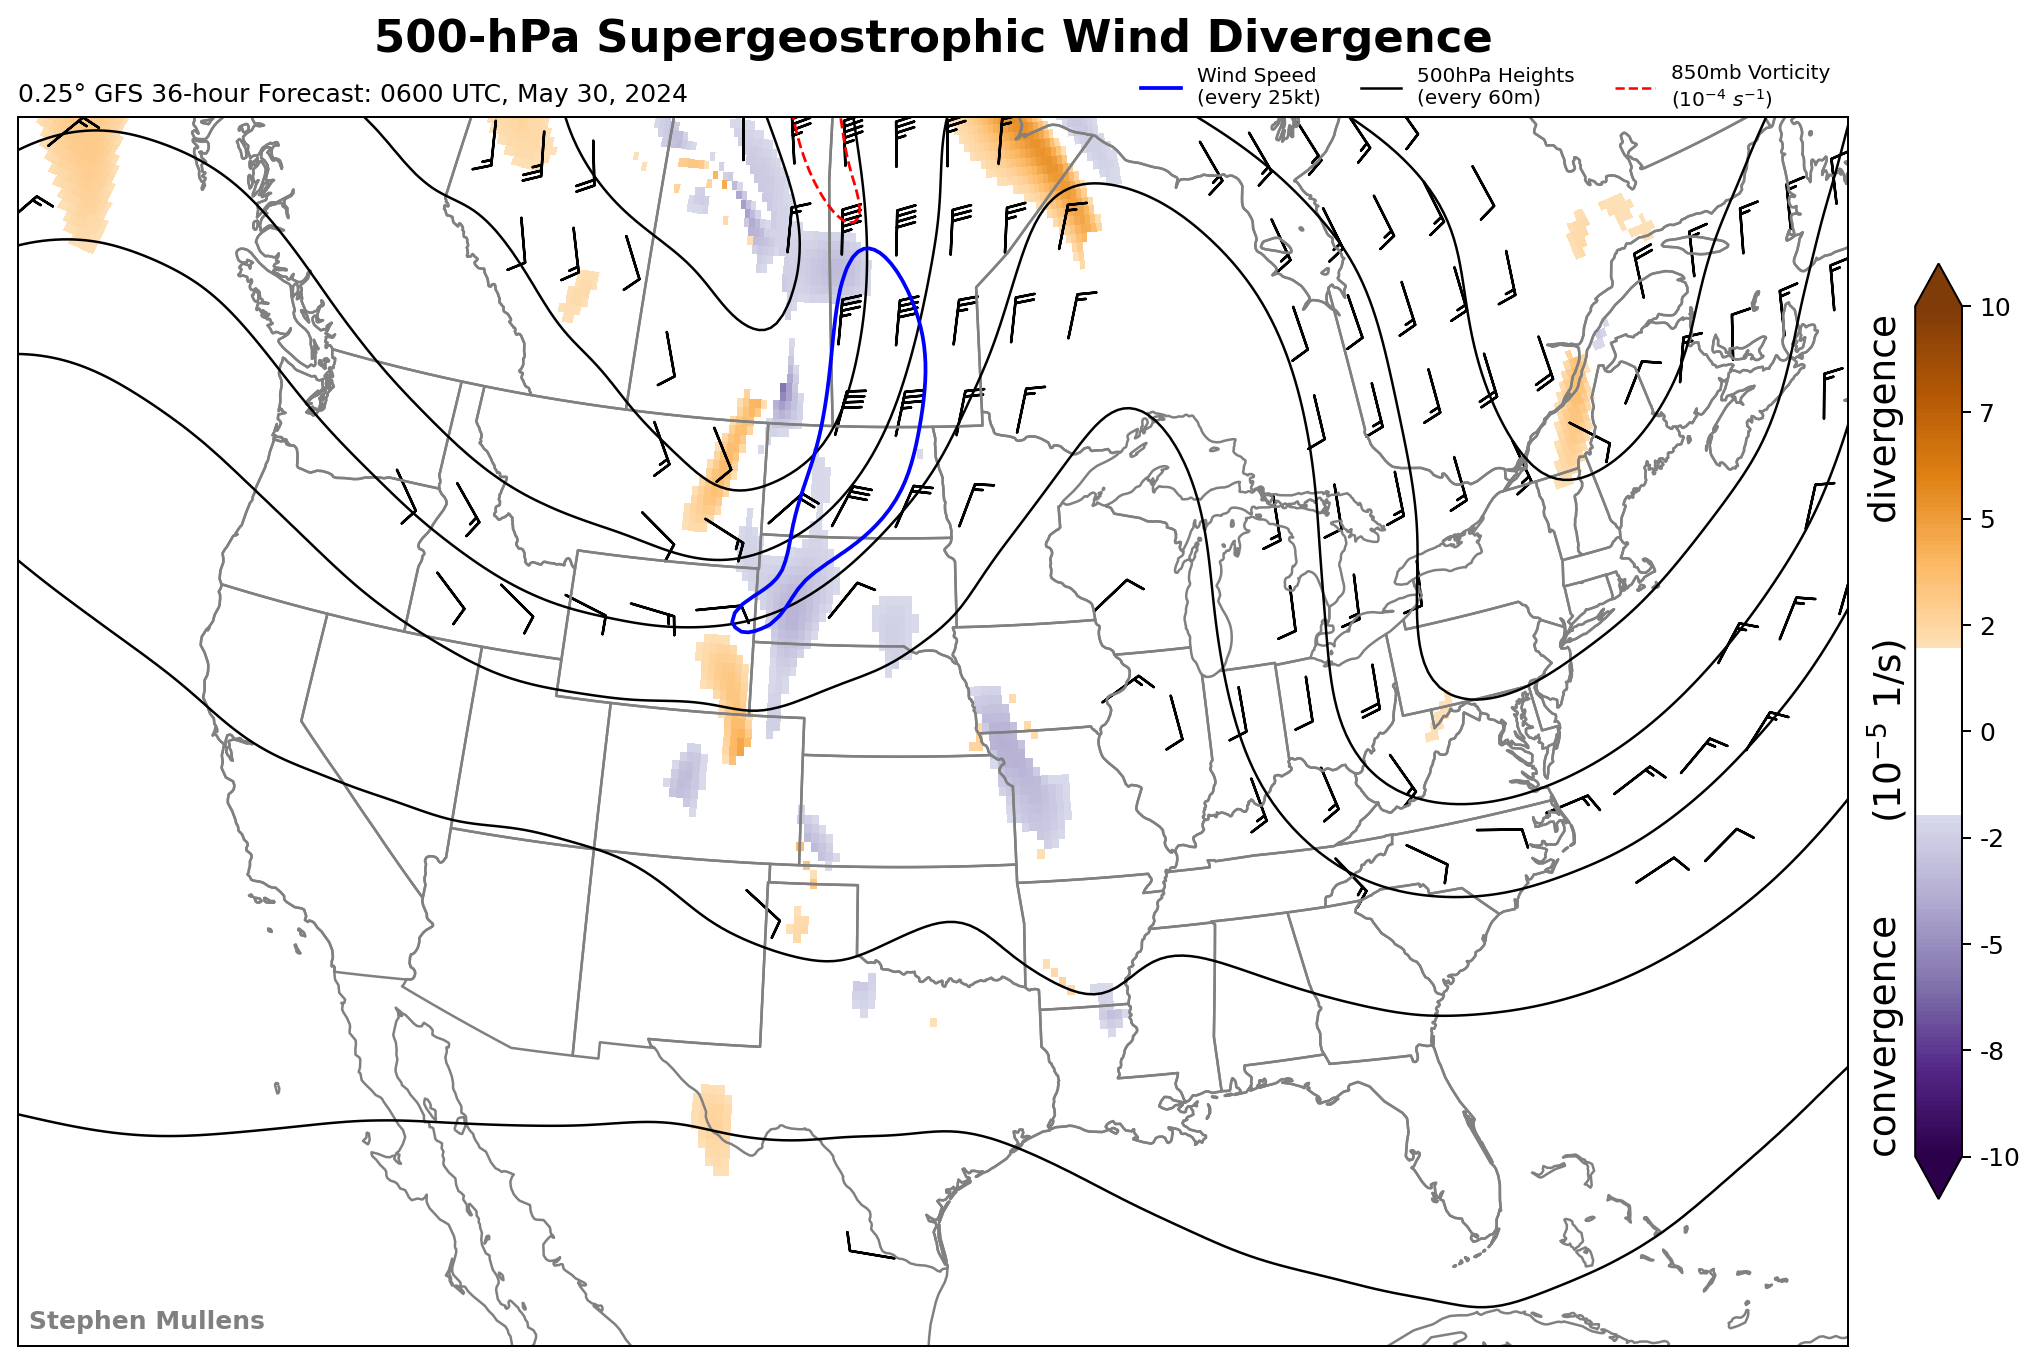 500-hPa Supergeostrophic Wind Divergence
0.25° GFS 36-hour Forecast: 0600 UTC, May 30, 2024
Wind Speed
(every 25kt)
500hPa Heights
(every 60m)
850mb Vorticity
(10⁻⁴ s⁻¹)
10
7
5
2
0
-2
-5
-8
-10
convergence (10⁻⁵ 1/s) divergence
Stephen Mullens